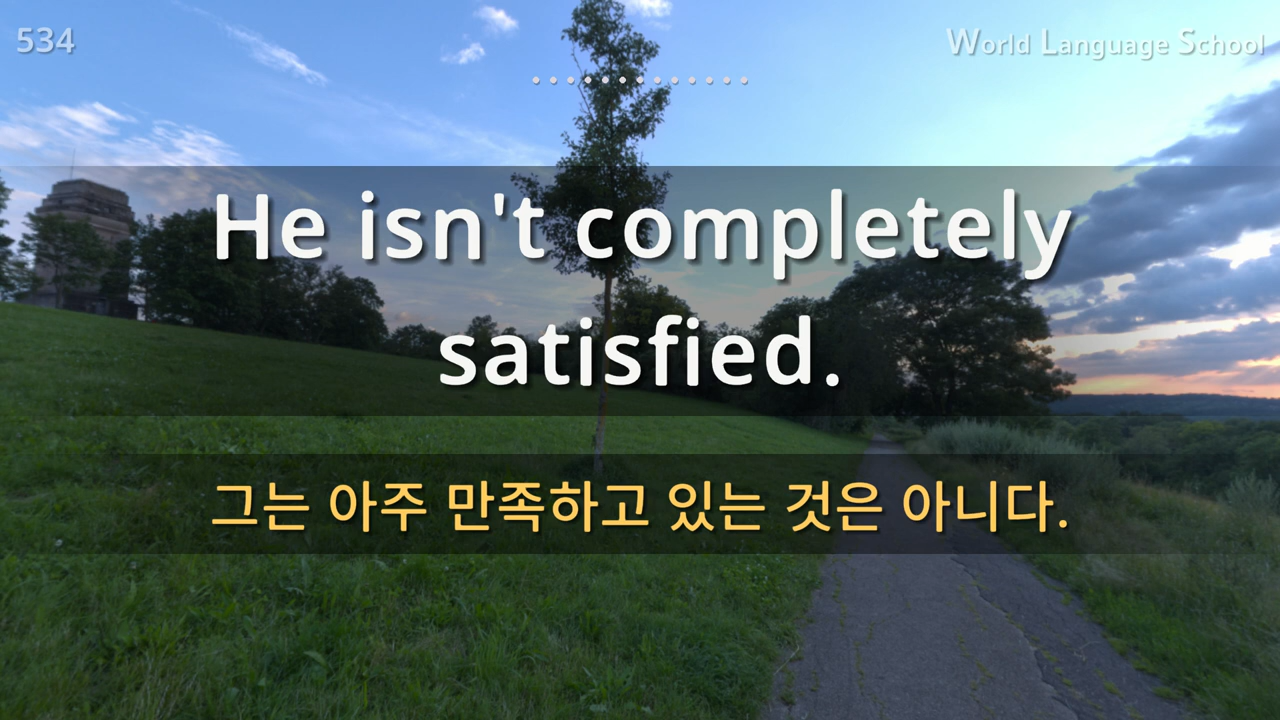 534
World Language School
He isn't completely
satisfied.
그는 아주 만족하고 있는 것은 아니다.